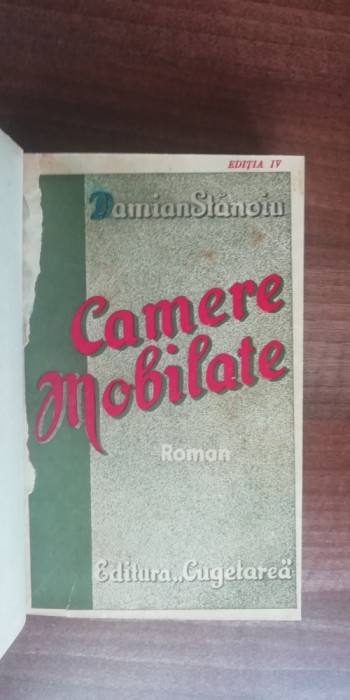 EDIȚIA IV
Damian Stănoiu
Camere
Mobilate
Roman
Editura „Cugetarea"